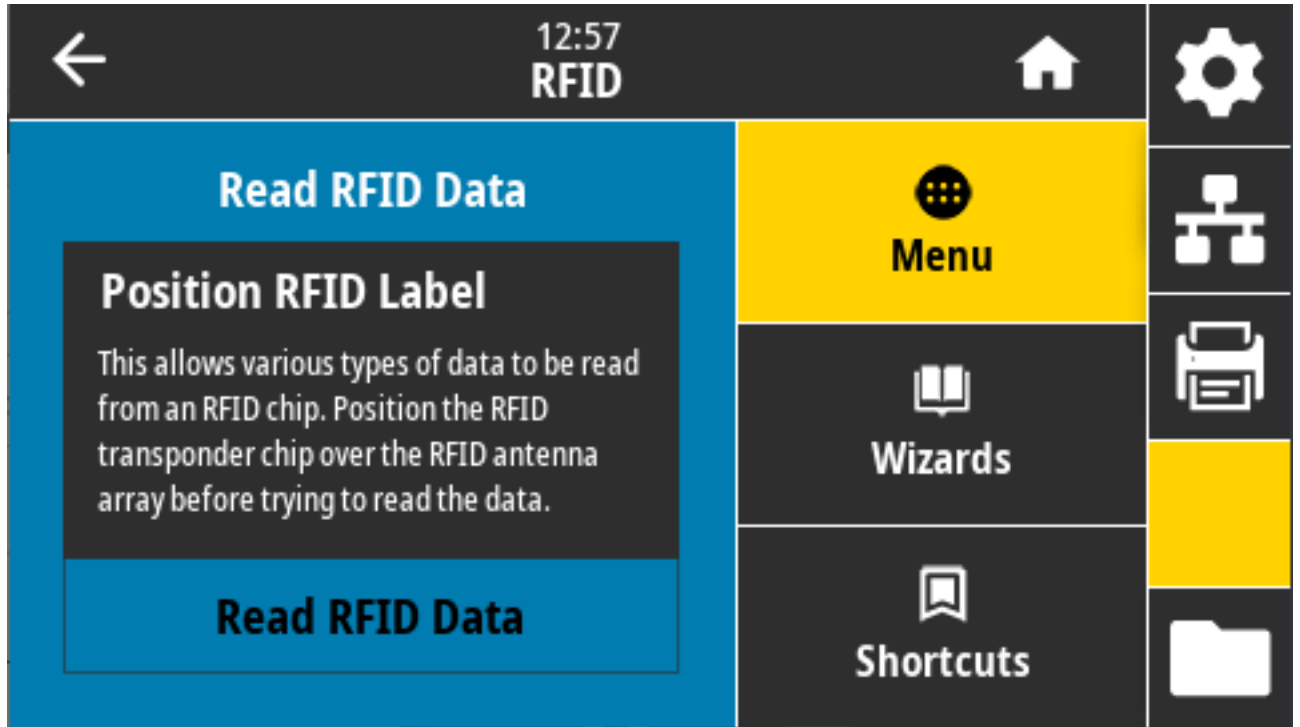 12:57
RFID
Read RFID Data
Position RFID Label
This allows various types of data to be read
from an RFID chip. Position the RFID
transponder chip over the RFID antenna
array before trying to read the data.
Read RFID Data
Menu
Wizards
Shortcuts